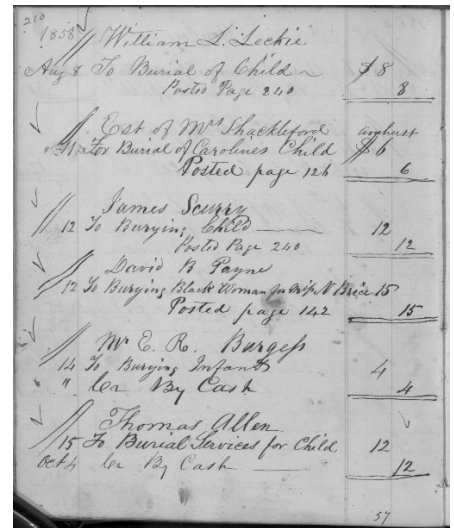 210
1858
William L. Leckie
Aug 8 To Burial of Child $8
Posted Page 240 8
Est of Mrs Shackleford amherst
11 For Burial of Carolines Child $6
Posted page 126 6
James Scurry
12 To Burying Child 12
Posted Page 240 12
David B Payne
12 To Burying Black Woman for N Brice 15
Posted page 142 15
Mr E. R. Burgess
14 To Burying Infant 4
" Cr By Cash 4
Thomas Allen
15 To Burial Services for Child 12
Oct 4 Cr By Cash 12
57